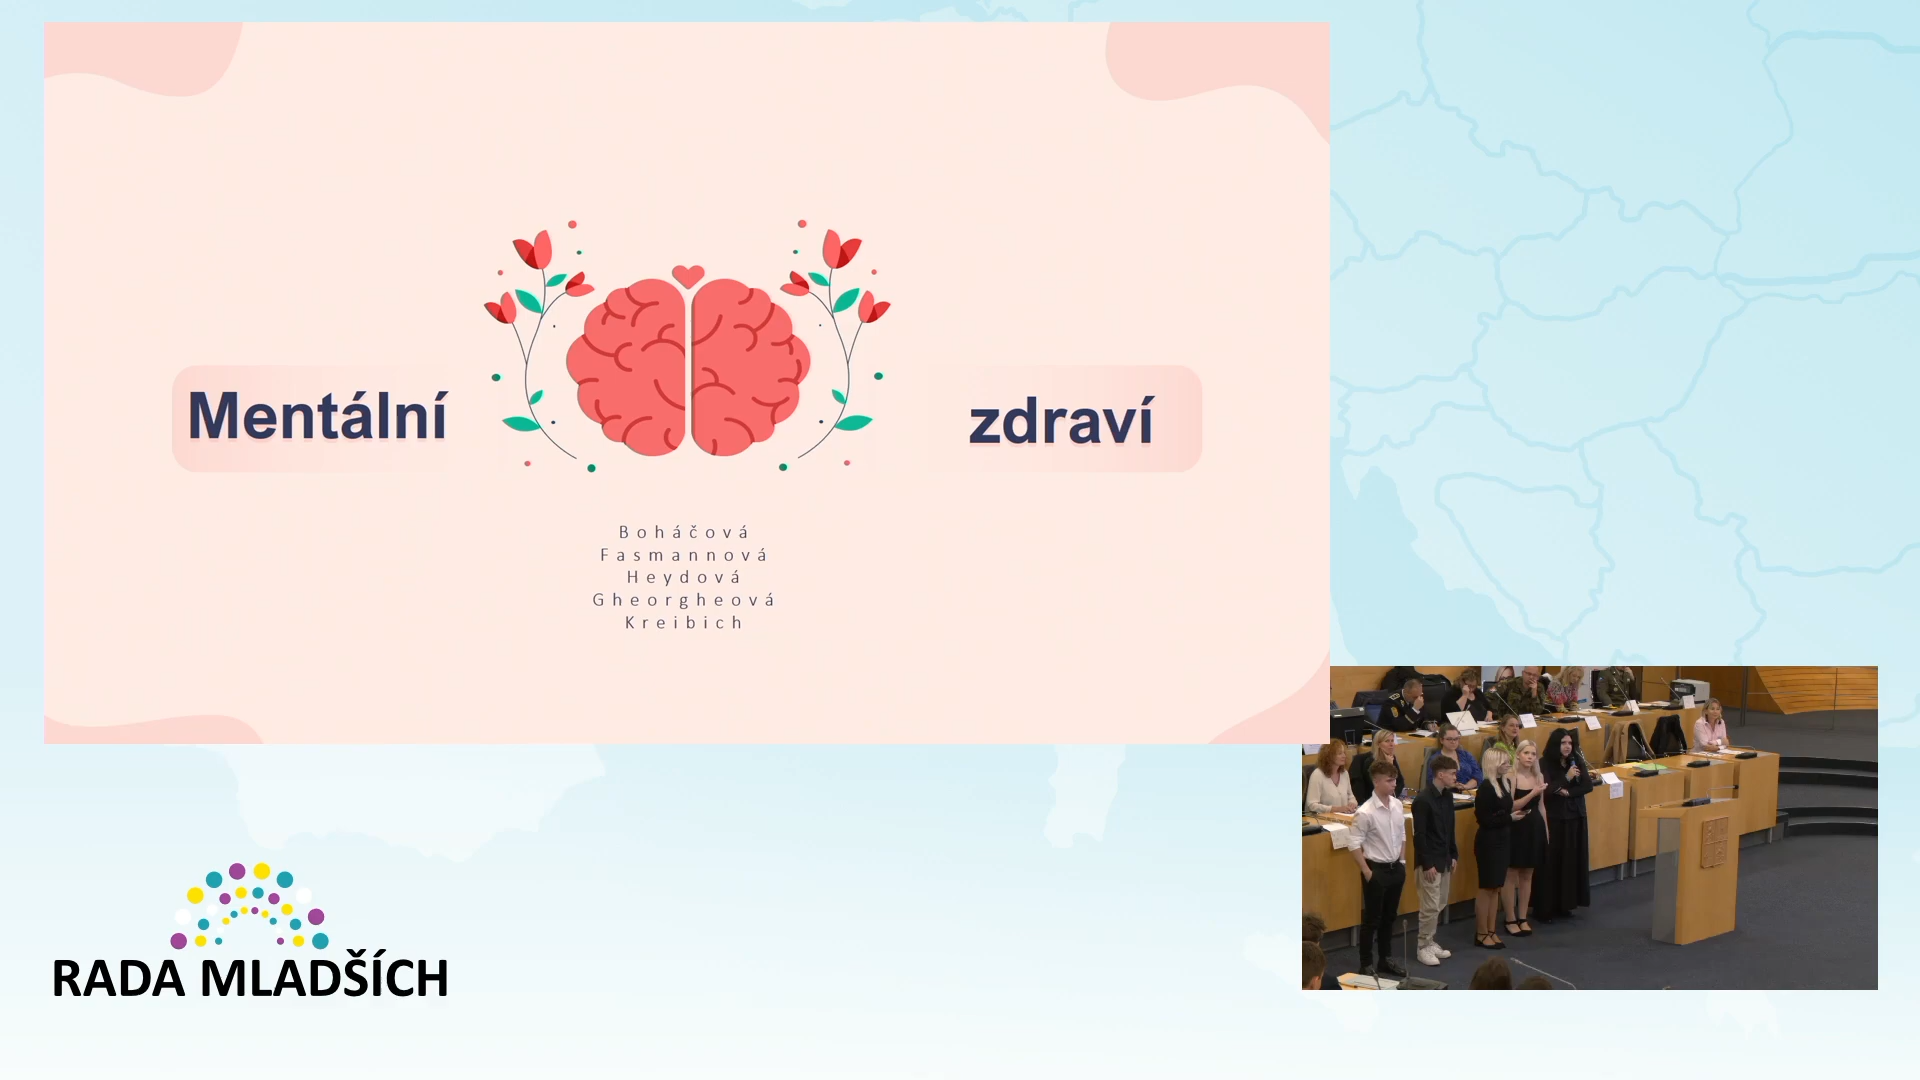 Mentální zdraví
Boháčová
Fasmannová
Heydová
Gheorgheová
Kreibich
RADA MLADŠÍCH